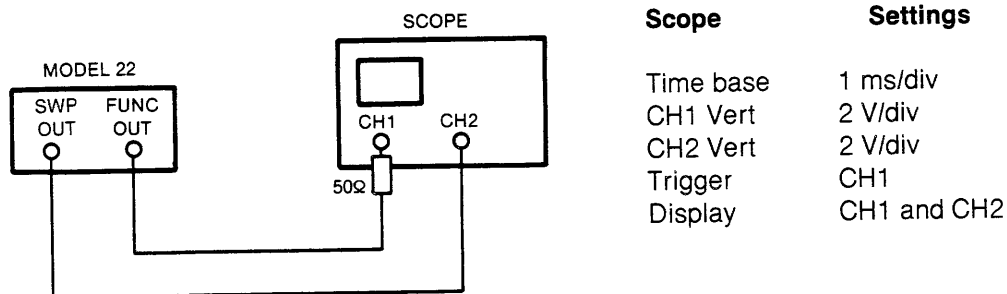 SCOPE
MODEL 22
SWP OUT
FUNC OUT
CH1
CH2
50Ω
Scope Settings
Time base 1 ms/div
CH1 Vert 2 V/div
CH2 Vert 2 V/div
Trigger CH1
Display CH1 and CH2